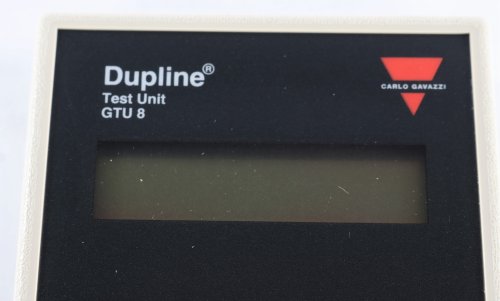 Dupline®
Test Unit
GTU 8
CARLO GAVAZZI